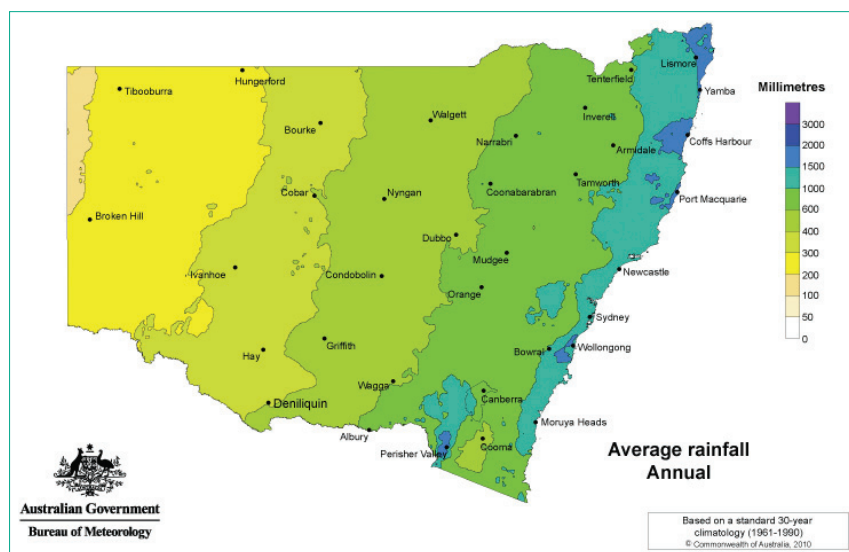 Lismore
Hungerford
Tenterfield
Tibooburra
Yamba
Millimetres
Walgett
Inverell
Bourke
Narrabri
Coffs Harbour
Armidale
Tamworth
Coonabarabran
Cobar
Nyngan
Port Macquarie
Broken Hill
Dubbo
Mudgee
Ivanhoe
Condobolin
Newcastle
Orange
Sydney
Griffith
Hay
Bowral
Wollongong
Wagga
Canberra
Deniliquin
Moruya Heads
Albury
Cooma
Perisher Valley
3000
2000
1500
1000
600
400
300
200
100
50
0
Average rainfall
Annual
Australian Government
Bureau of Meteorology
Based on a standard 30-year
climatology (1961-1990)
© Commonwealth of Australia, 2010